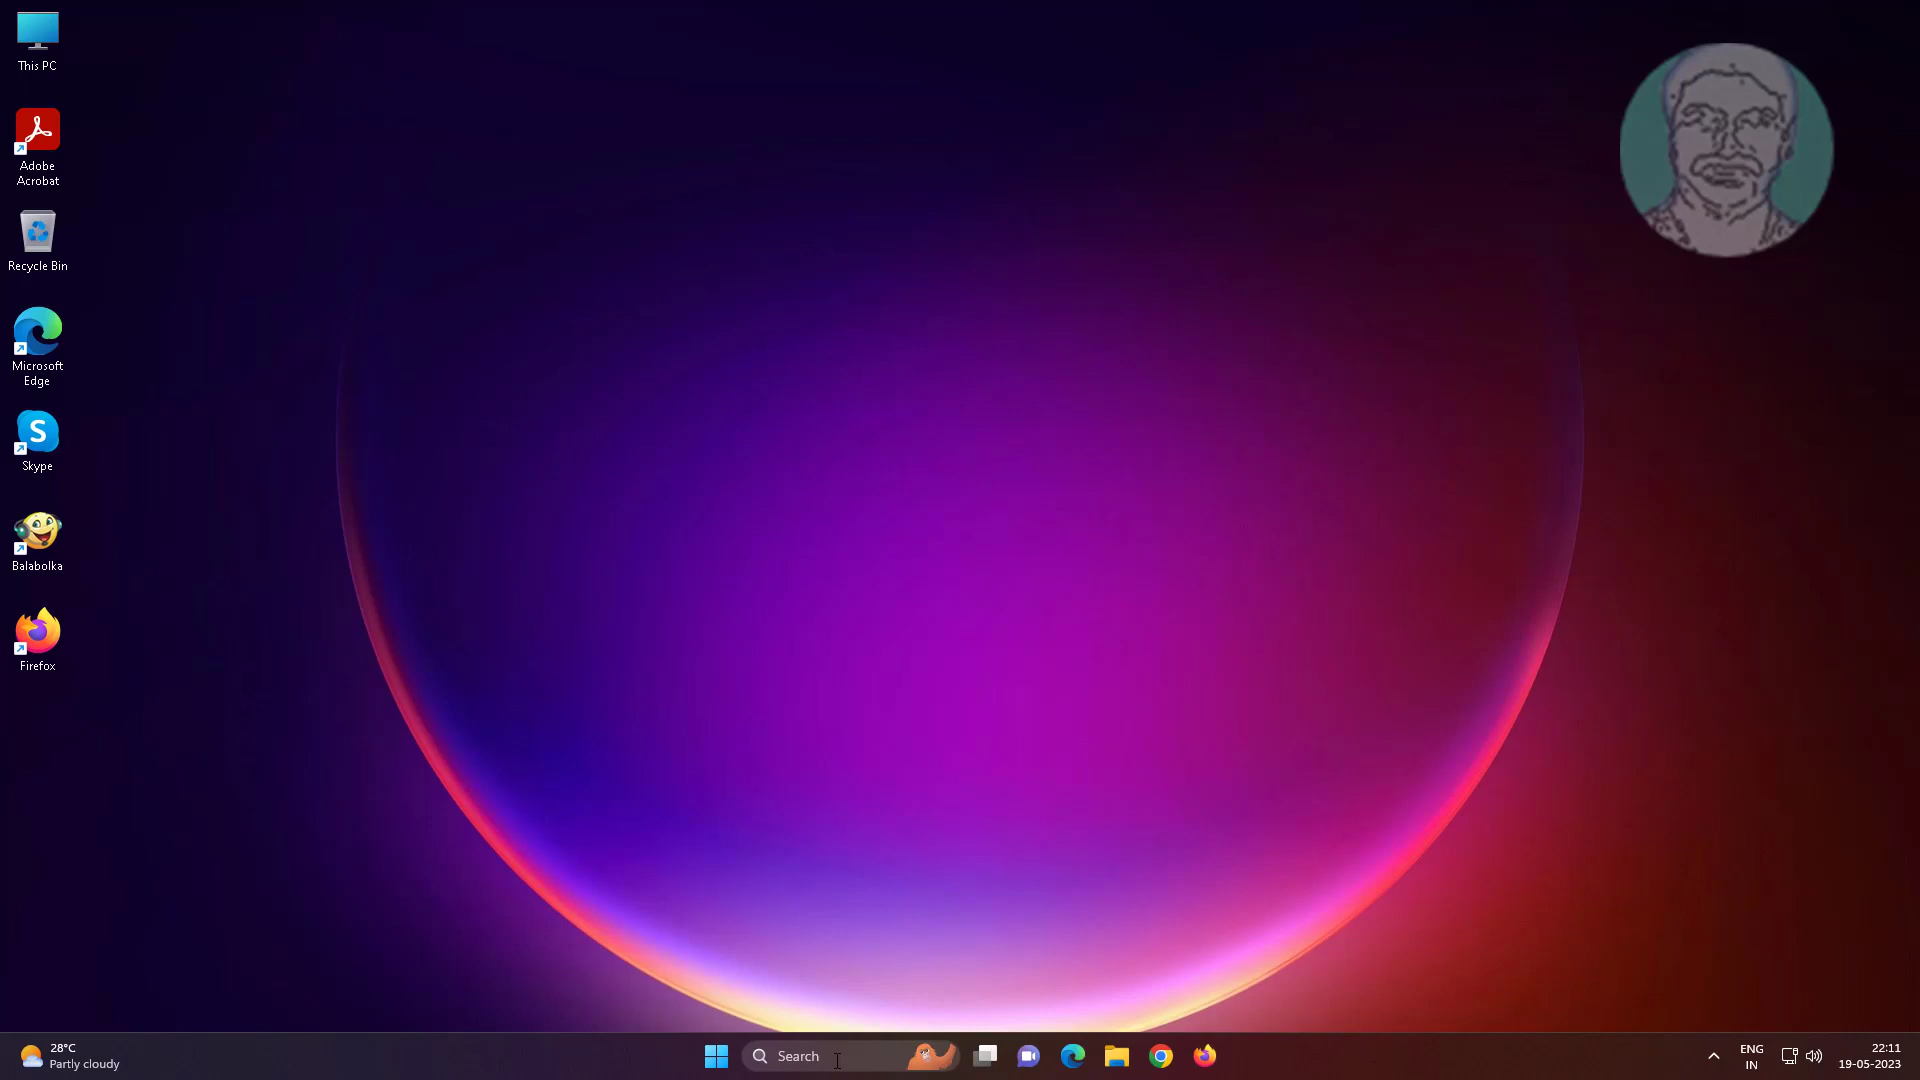 This PC
Adobe
Acrobat
Recycle Bin
Microsoft
Edge
S
Skype
Balabolka
Firefox
28°C
Partly cloudy
Search
ENG
IN
22:11
19-05-2023